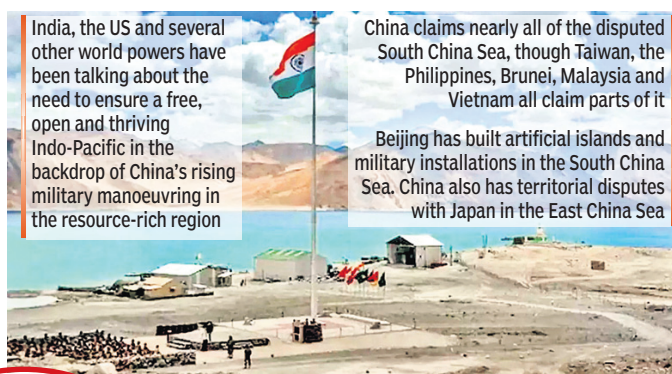 India, the US and several
other world powers have
been talking about the
need to ensure a free,
open and thriving
Indo-Pacific in the
backdrop of China's rising
military manoeuvring in
the resource-rich region
China claims nearly all of the disputed
South China Sea, though Taiwan, the
Philippines, Brunei, Malaysia and
Vietnam all claim parts of it
Beijing has built artificial islands and
military installations in the South China
Sea. China also has territorial disputes
with Japan in the East China Sea